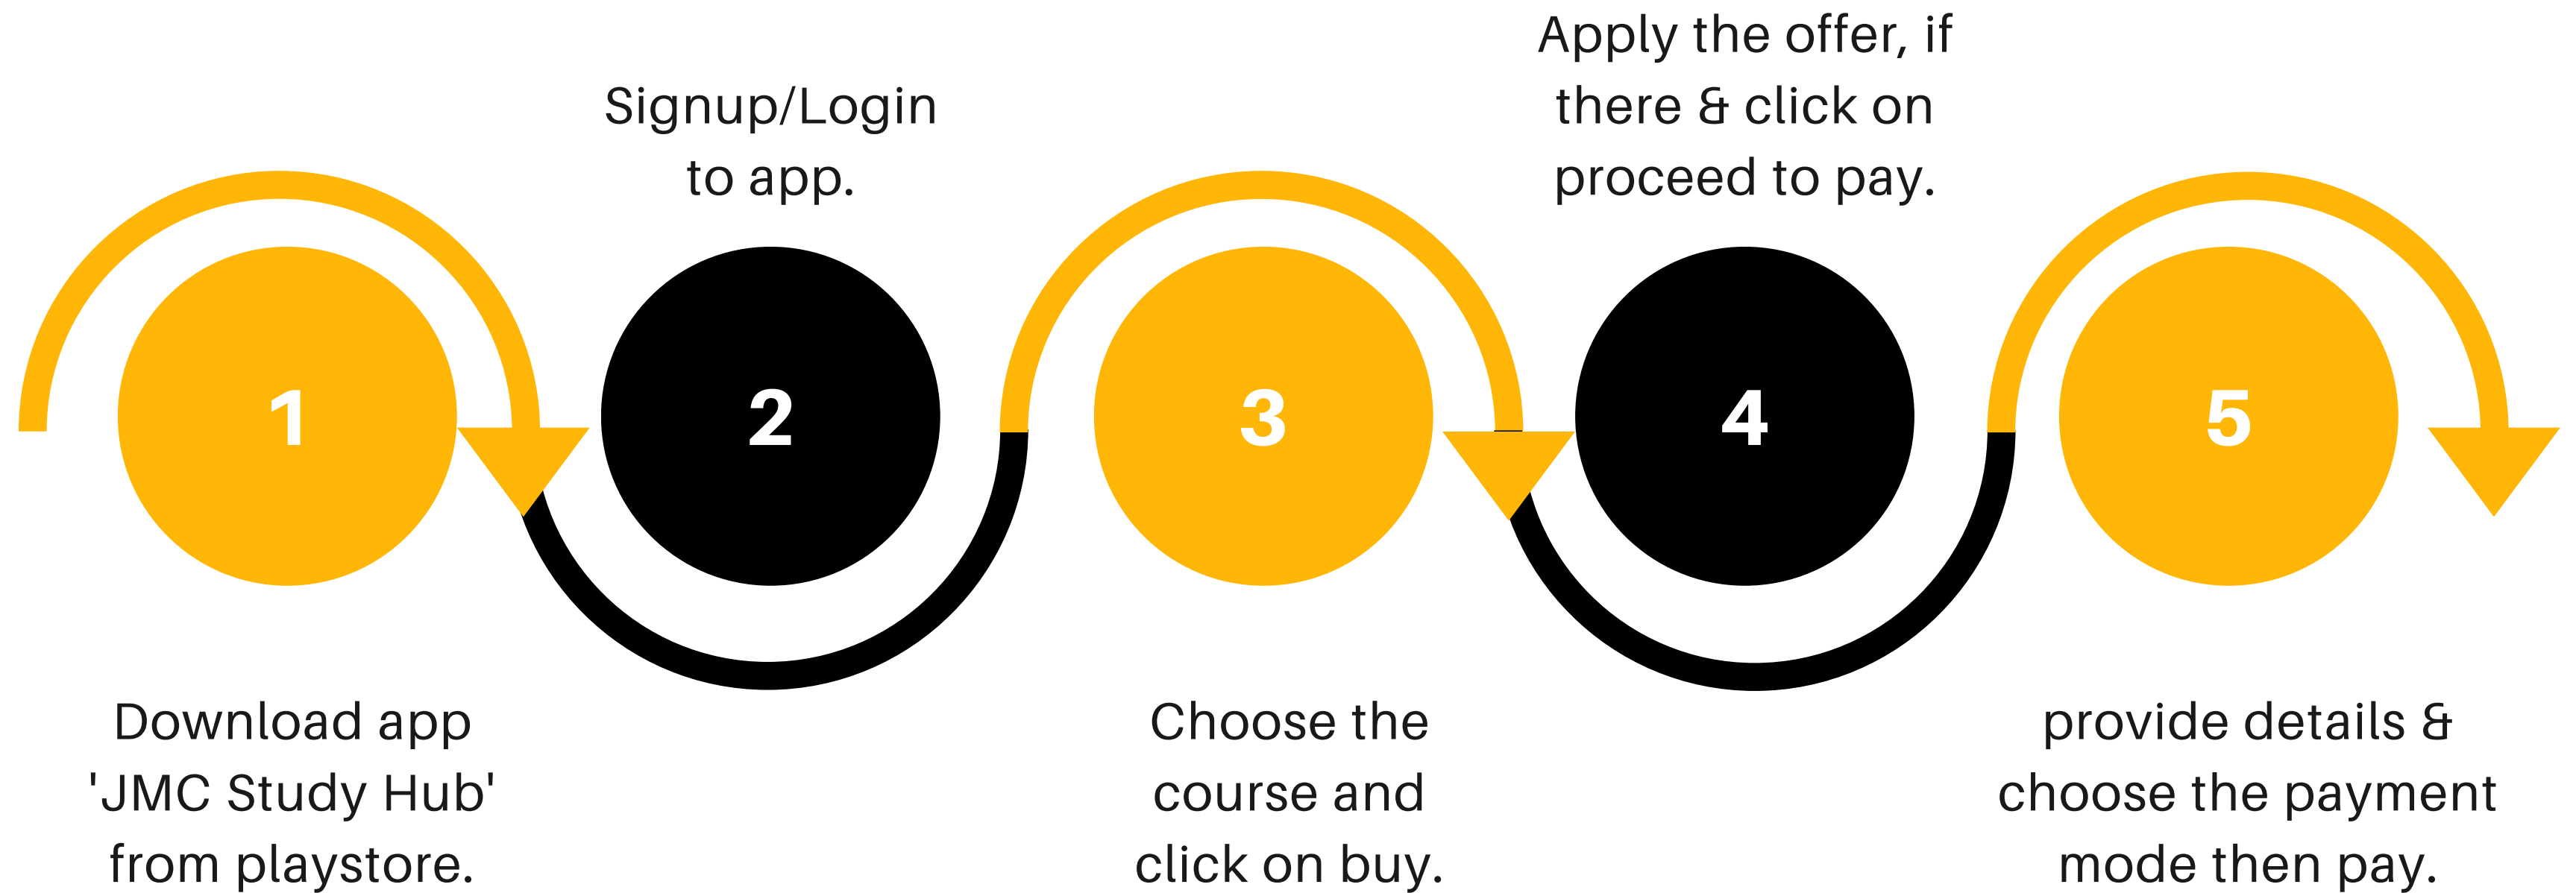 1
Download app
'JMC Study Hub'
from playstore.
Signup/Login
to app.
2
3
Choose the
course and
click on buy.
Apply the offer, if
there & click on
proceed to pay.
4
5
provide details &
choose the payment
mode then pay.